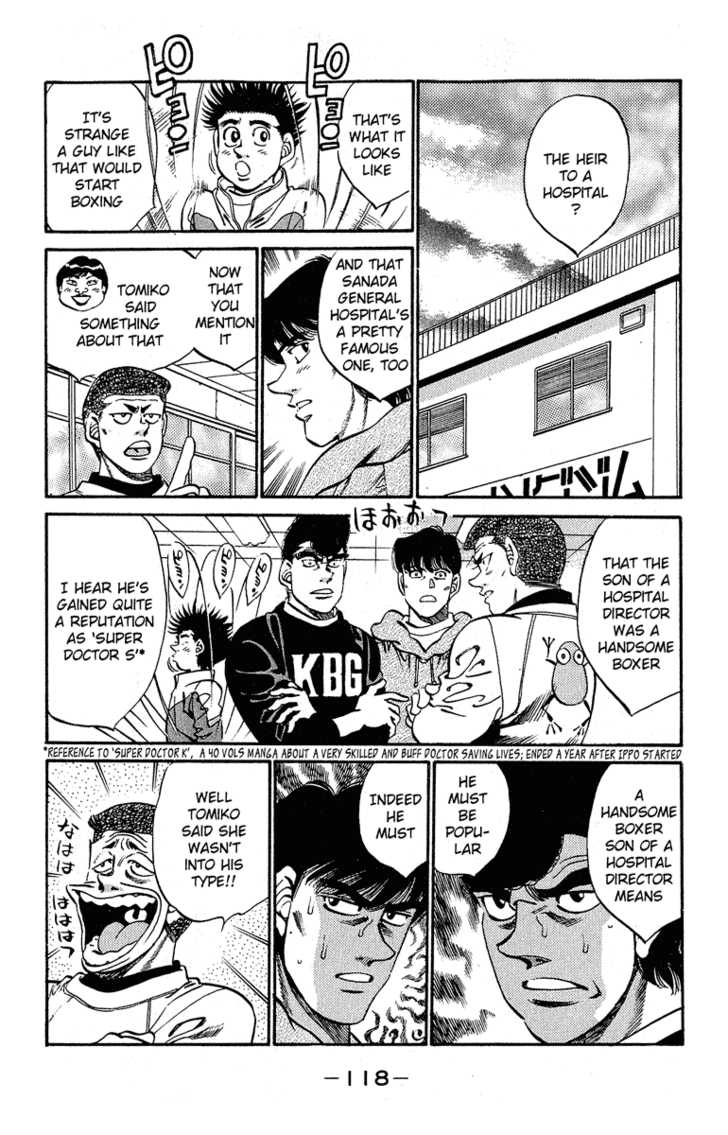 THE HEIR
TO A
HOSPITAL
?
THAT'S
WHAT IT
LOOKS
LIKE
ピョ!
ピョ!
IT'S
STRANGE
A GUY LIKE
THAT WOULD
START
BOXING
AND THAT
SANADA
GENERAL
HOSPITAL'S
A PRETTY
FAMOUS
ONE, TOO
NOW
THAT
YOU
MENTION
IT
TOMIKO
SAID
SOMETHING
ABOUT THAT
ほおおっ
THAT THE
SON OF A
HOSPITAL
DIRECTOR
WAS A
HANDSOME
BOXER
KBG
I HEAR HE'S
GAINED QUITE
A REPUTATION
AS 'SUPER
DOCTOR S'*
*REFERENCE TO 'SUPER DOCTOR K', A 40 VOLS MANGA ABOUT A VERY SKILLED AND BUFF DOCTOR SAVING LIVES; ENDED A YEAR AFTER IPPO STARTED
A
HANDSOME
BOXER
SON OF A
HOSPITAL
DIRECTOR
MEANS
HE
MUST
BE
POPU-
LAR
INDEED
HE
MUST
WELL
TOMIKO
SAID SHE
WASN'T
INTO HIS
TYPE!!
なはは
ははは
-118-